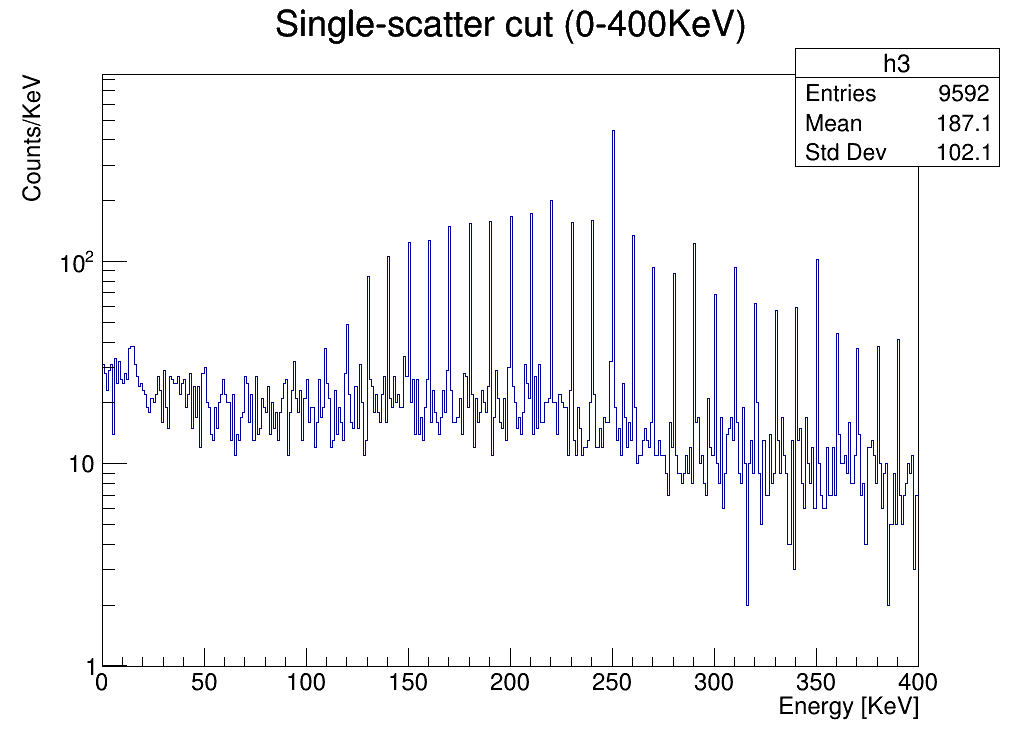 Single-scatter cut (0-400KeV)
h3
Entries 9592
Mean 187.1
Std Dev 102.1
Counts/KeV
10²
10
1
0 50 100 150 200 250 300 350 400
Energy [KeV]